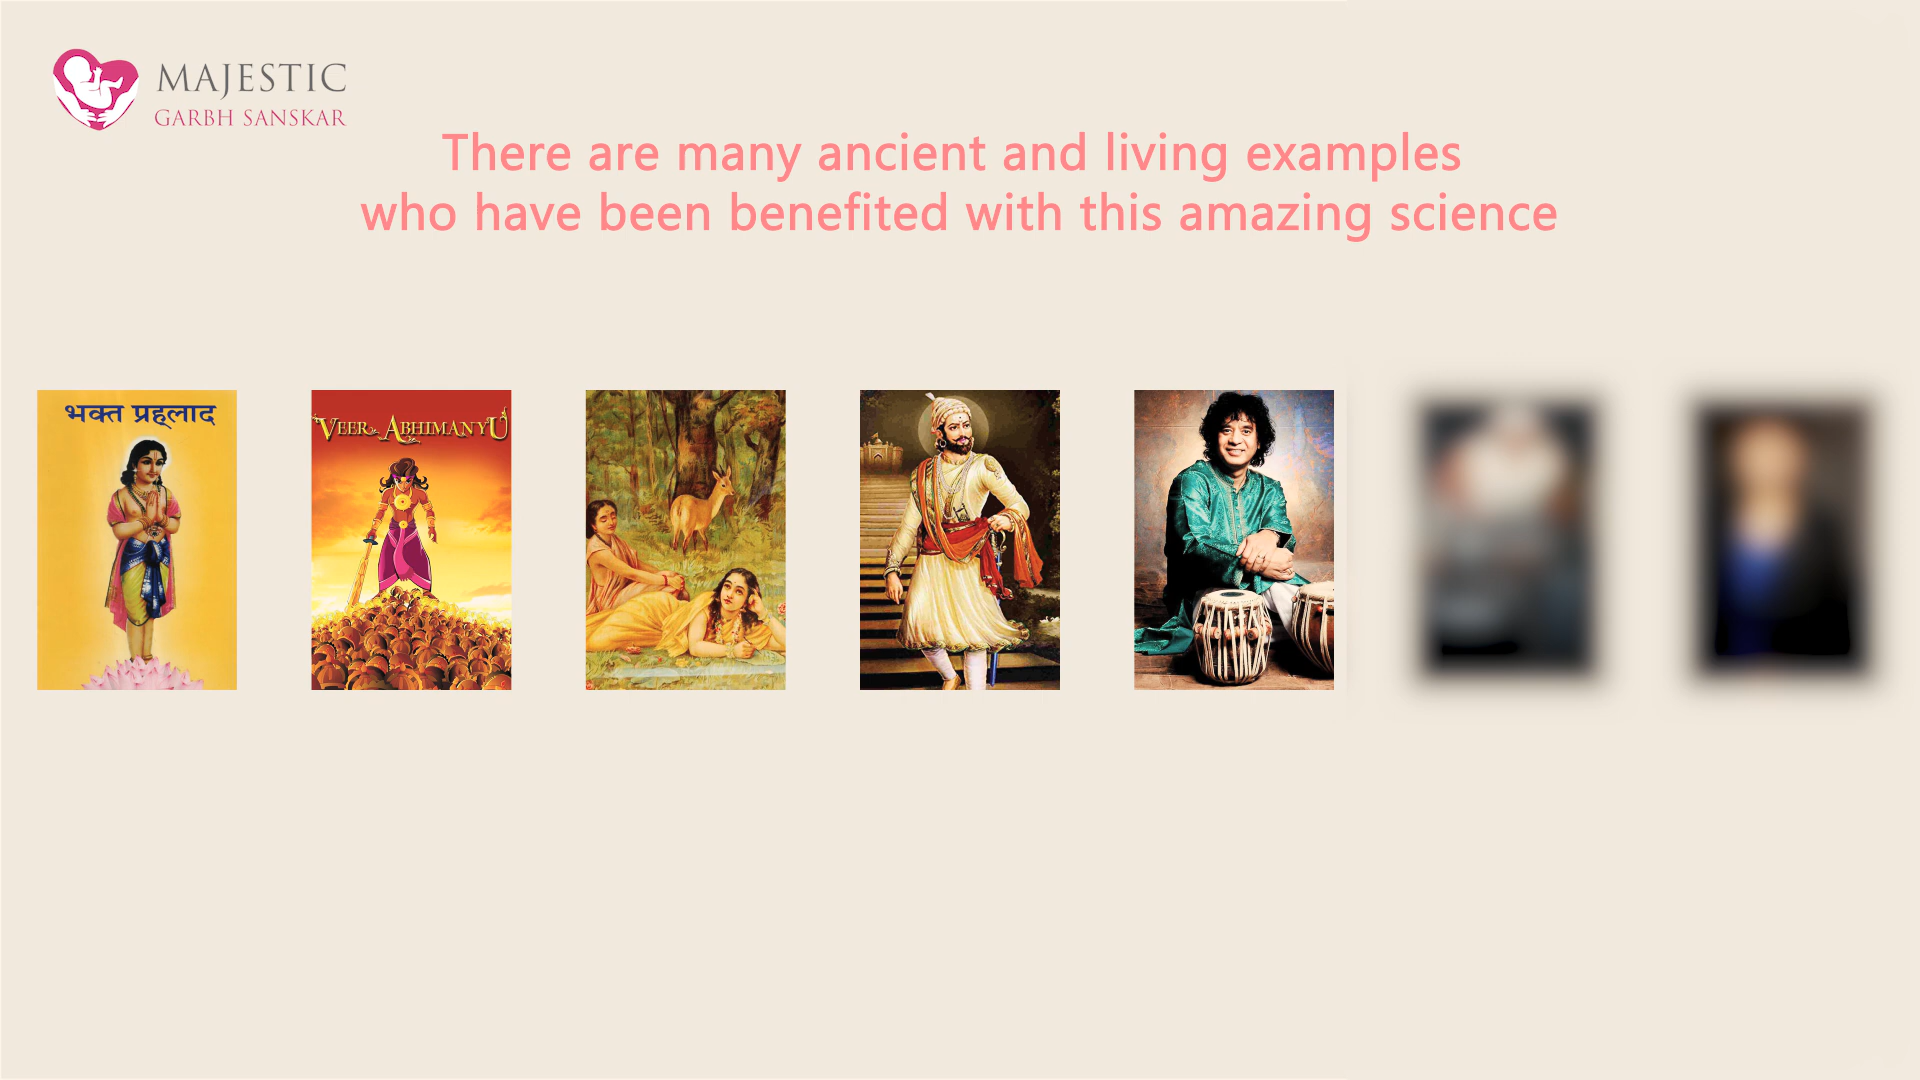 MAJESTIC
GARBH SANSKAR
There are many ancient and living examples
who have been benefited with this amazing science
भक्त प्रह्लाद
VEER ABHIMANYU